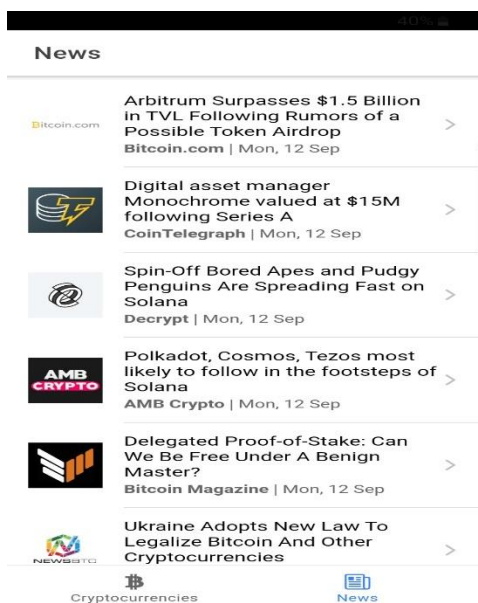 40%
News
Bitcoin.com
Arbitrum Surpasses $1.5 Billion
in TVL Following Rumors of a
Possible Token Airdrop
Bitcoin.com | Mon, 12 Sep
Digital asset manager
Monochrome valued at $15M
following Series A
CoinTelegraph | Mon, 12 Sep
Spin-Off Bored Apes and Pudgy
Penguins Are Spreading Fast on
Solana
Decrypt | Mon, 12 Sep
AMB
CRYPTO
Polkadot, Cosmos, Tezos most
likely to follow in the footsteps of
Solana
AMB Crypto | Mon, 12 Sep
Delegated Proof-of-Stake: Can
We Be Free Under A Benign
Master?
Bitcoin Magazine | Mon, 12 Sep
NEWSBTC
Ukraine Adopts New Law To
Legalize Bitcoin And Other
Cryptocurrencies
Cryptocurrencies
News